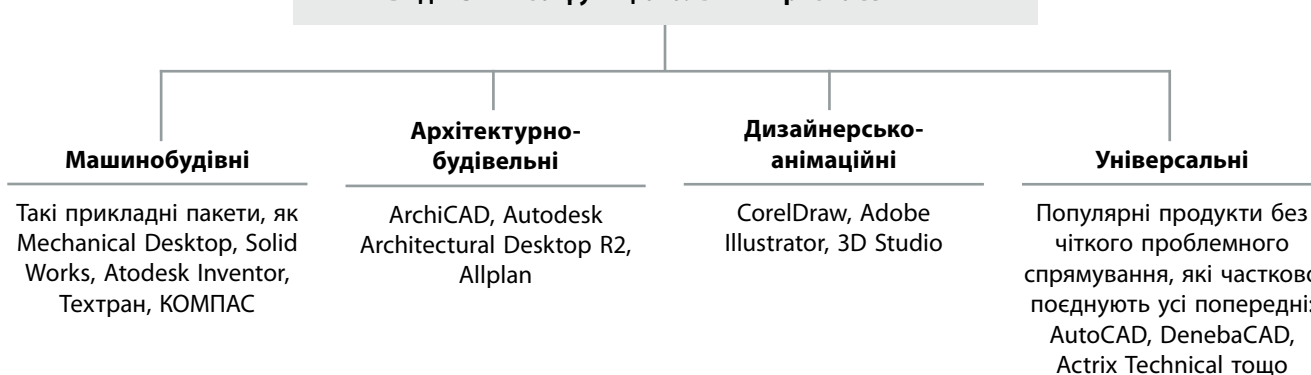 Машинобудівні
Такі прикладні пакети, як
Mechanical Desktop, Solid
Works, Atodesk Inventor,
Техтран, КОМПАС
Архітектурно-
будівельні
ArchiCAD, Autodesk
Architectural Desktop R2,
Allplan
Дизайнерсько-
анімаційні
CorelDraw, Adobe
Illustrator, 3D Studio
Універсальні
Популярні продукти без
чіткого проблемного
спрямування, які частково
поєднують усі попередні:
AutoCAD, DenebaCAD,
Actrix Technical тощо